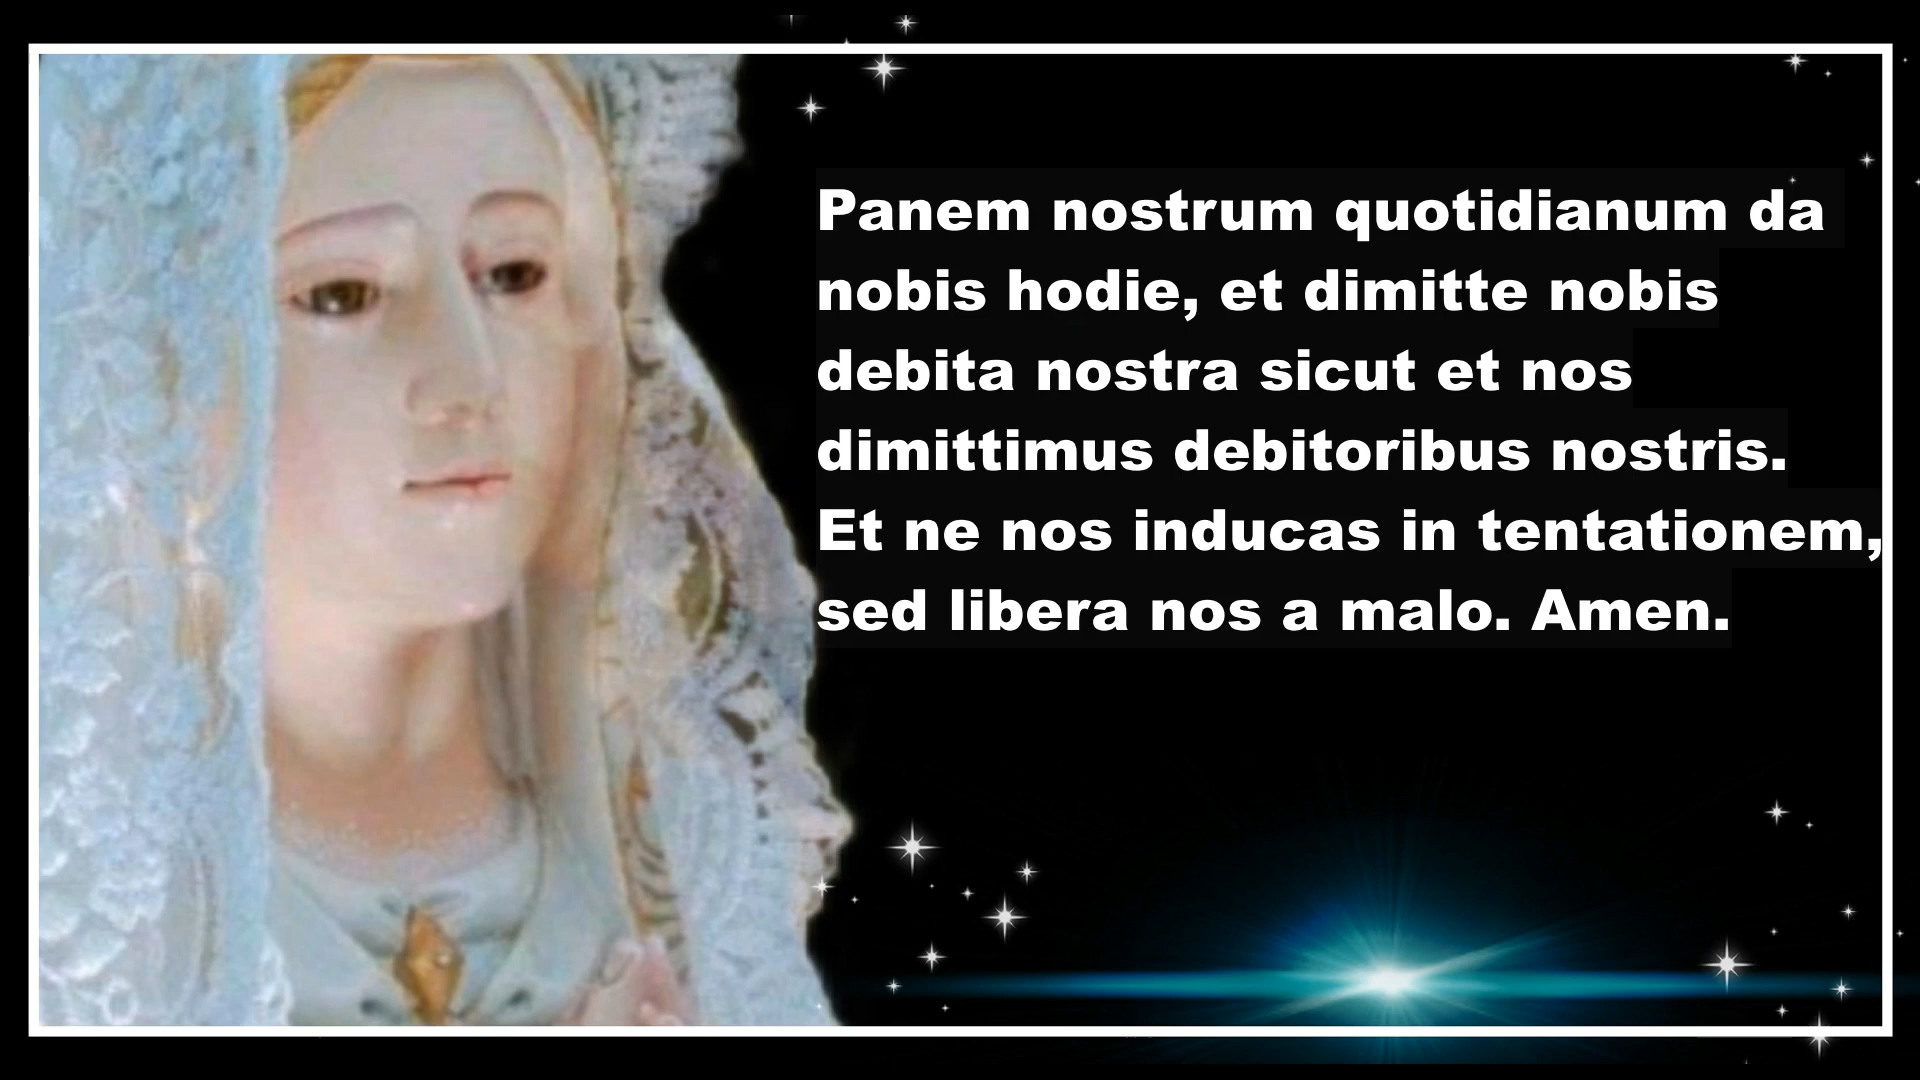 Panem nostrum quotidianum da
nobis hodie, et dimitte nobis
debita nostra sicut et nos
dimittimus debitoribus nostris.
Et ne nos inducas in tentationem,
sed libera nos a malo. Amen.